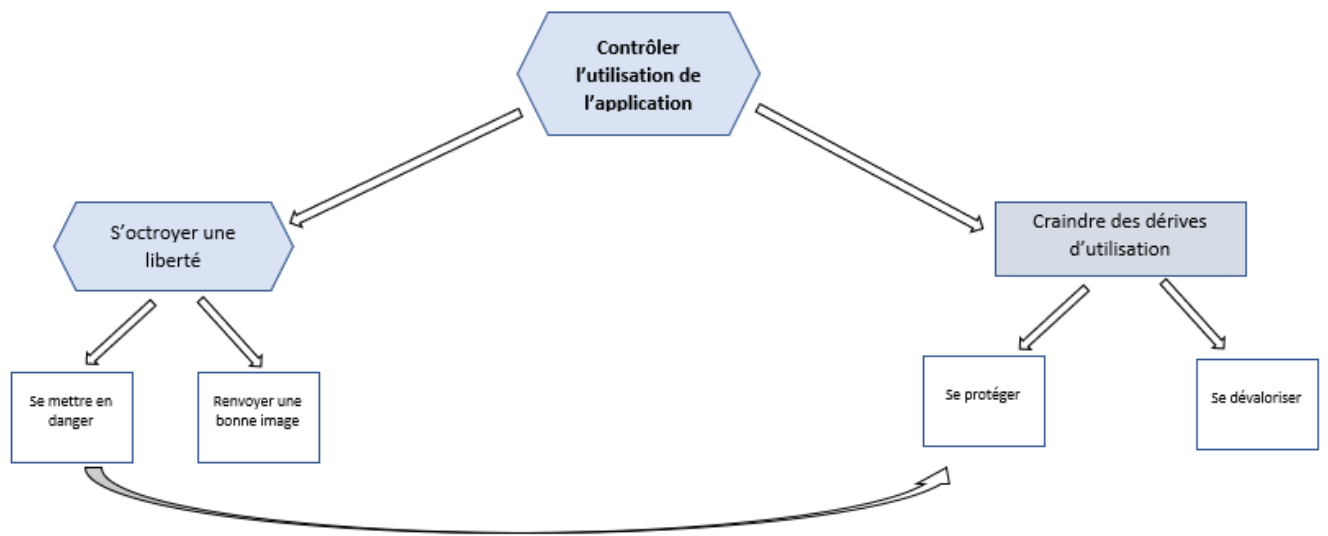 Contrôler
l’utilisation de
l’application
S’octroyer une
liberté
Craindre des dérives
d’utilisation
Se mettre en
danger
Renvoyer une
bonne image
Se protéger
Se dévaloriser